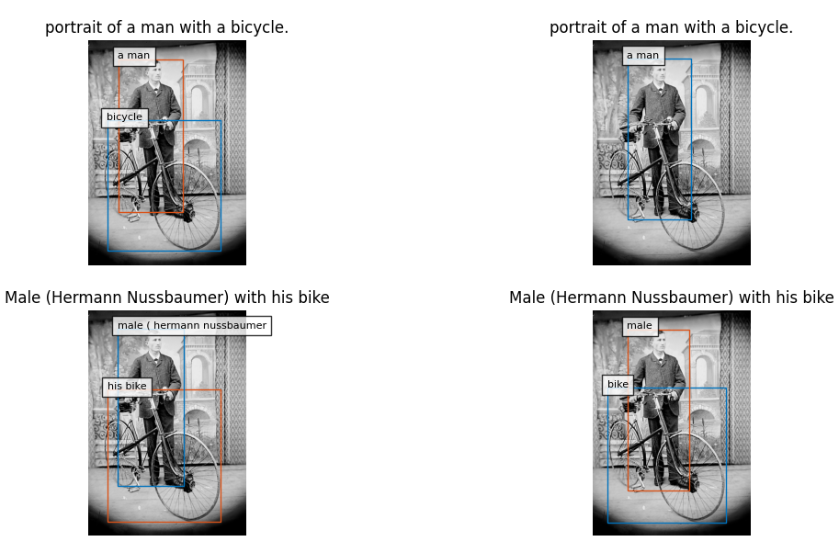 portrait of a man with a bicycle.
portrait of a man with a bicycle.
a man
a man
bicycle
Male (Hermann Nussbaumer) with his bike
Male (Hermann Nussbaumer) with his bike
male ( hermann nussbaumer
male
his bike
bike